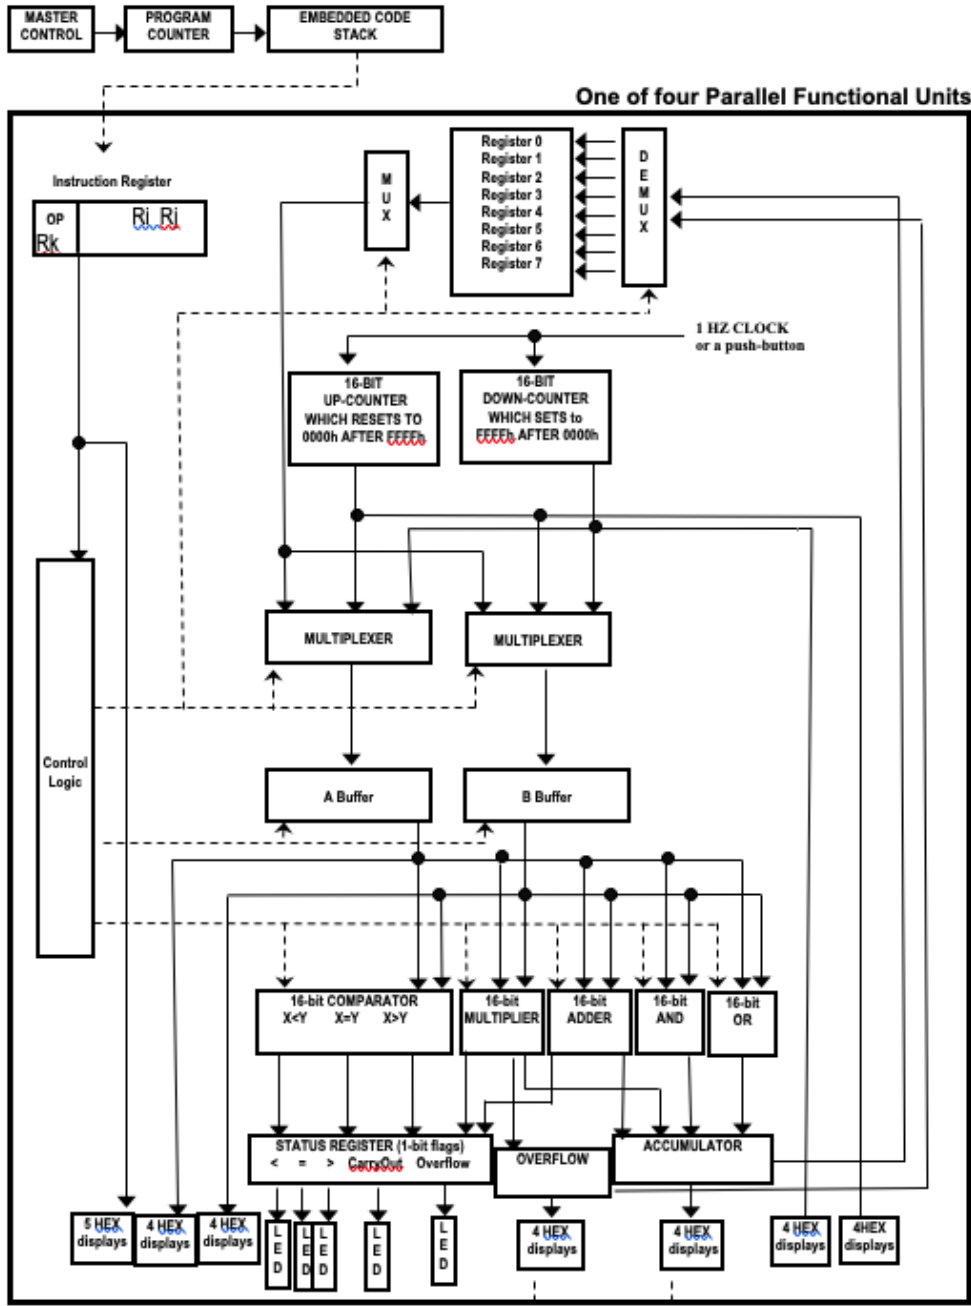 MASTER
CONTROL
PROGRAM
COUNTER
EMBEDDED CODE
STACK
One of four Parallel Functional Units
Instruction Register
OP
Rk
Ri Rj
M
U
X
Register 0
Register 1
Register 2
Register 3
Register 4
Register 5
Register 6
Register 7
D
E
M
U
X
1 HZ CLOCK
or a push-button
16-BIT
UP-COUNTER
WHICH RESETS TO
0000h AFTER FFFFh
16-BIT
DOWN-COUNTER
WHICH SETS to
FFFFh AFTER 0000h
MULTIPLEXER
MULTIPLEXER
Control
Logic
A Buffer
B Buffer
16-bit COMPARATOR
X<Y X=Y X>Y
16-bit
MULTIPLIER
16-bit
ADDER
16-bit
AND
16-bit
OR
STATUS REGISTER (1-bit flags)
< = > CarryOut Overflow
OVERFLOW
ACCUMULATOR
5 HEX
displays
4 HEX
displays
4 HEX
displays
L
E
D
L
E
D
L
E
D
L
E
D
L
E
D
4 HEX
displays
4 HEX
displays
4 HEX
displays
4HEX
displays